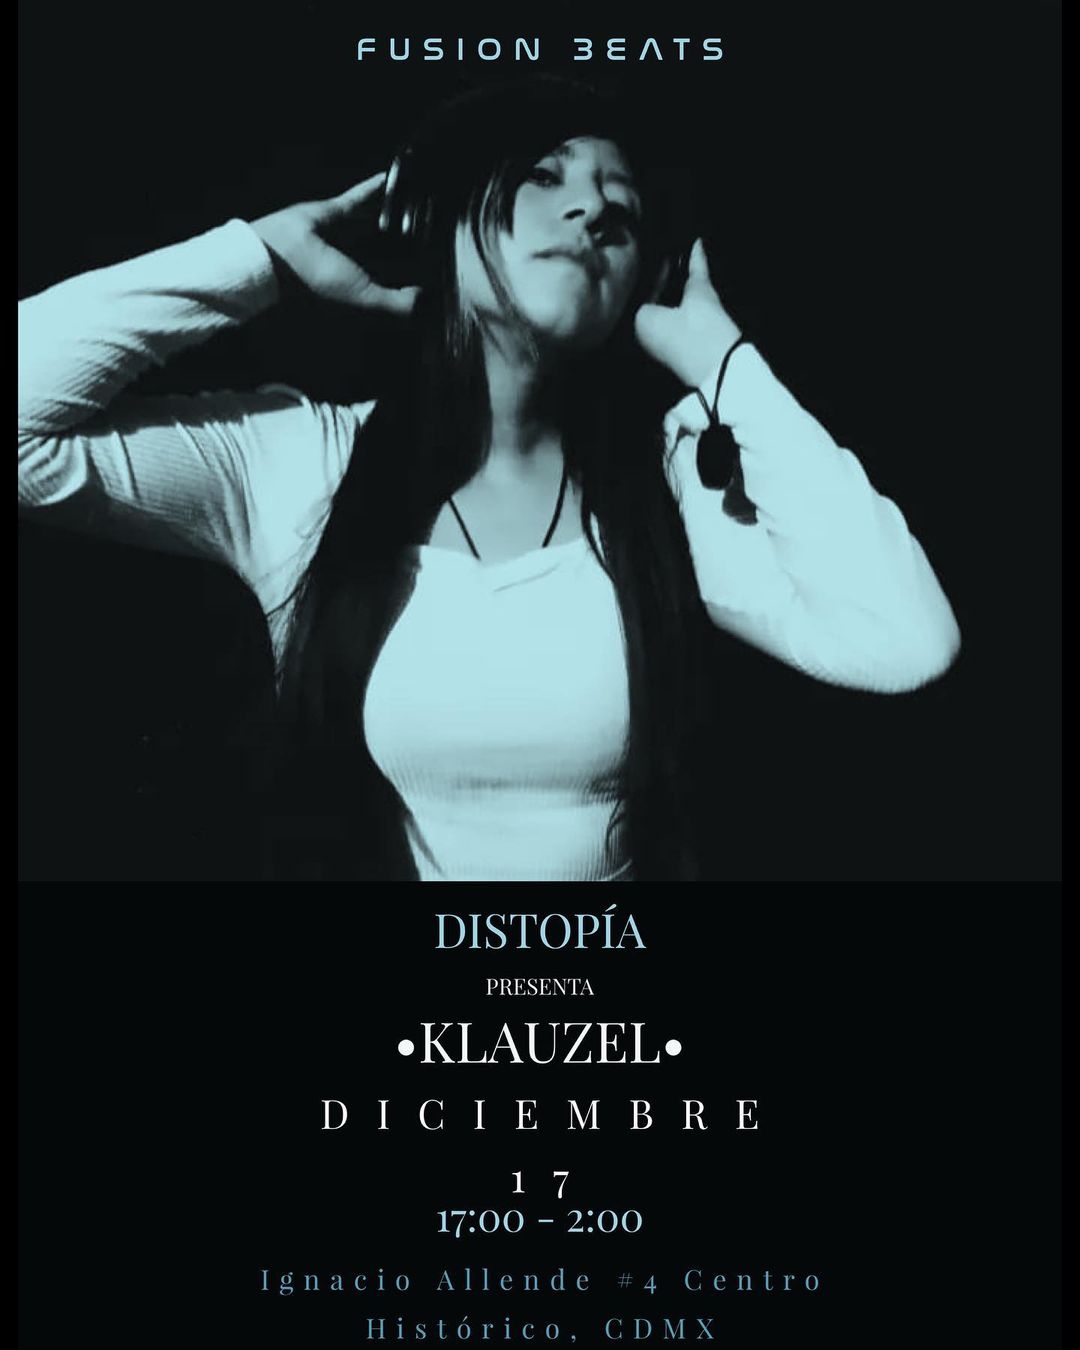 FUSION BEATS
DISTOPÍA
PRESENTA
•KLAUZEL•
DICIEMBRE
17
17:00 - 2:00
Ignacio Allende #4 Centro
Histórico, CDMX